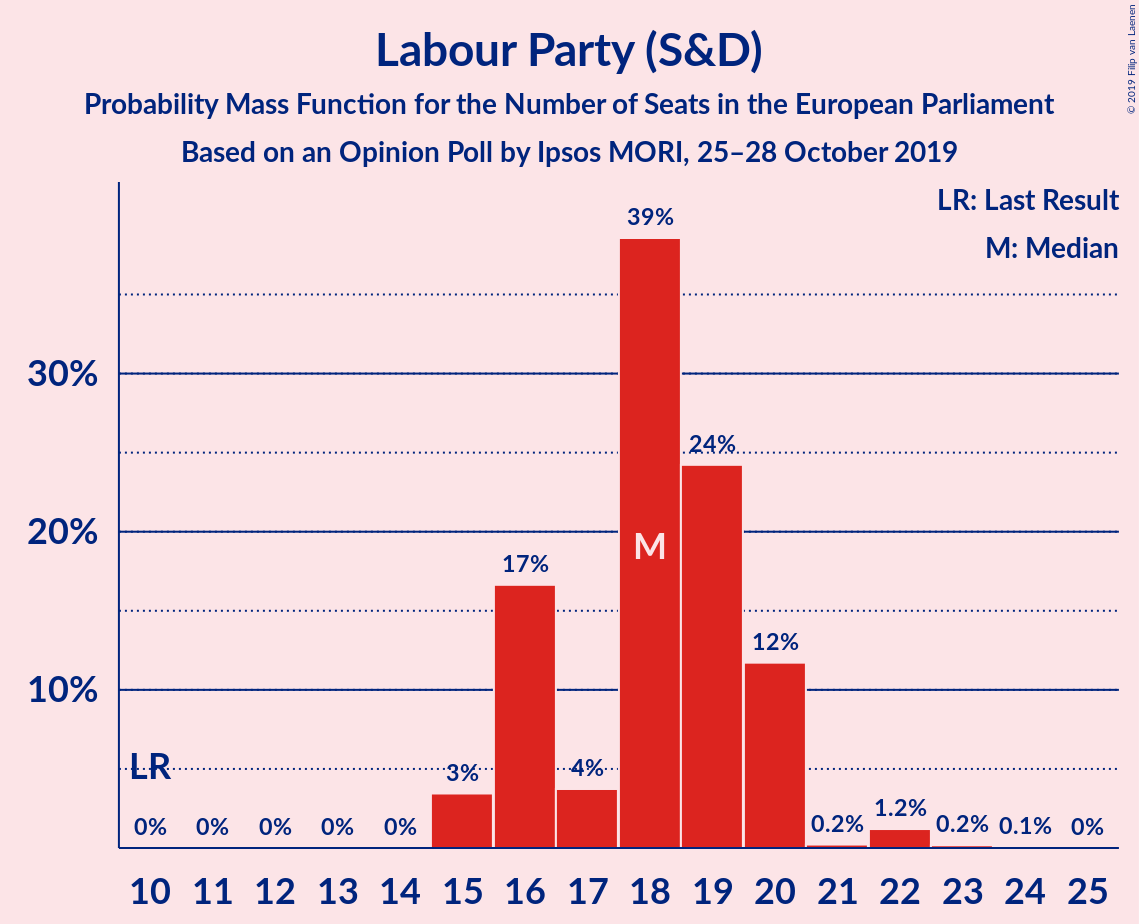 Labour Party (S&D)
Probability Mass Function for the Number of Seats in the European Parliament
Based on an Opinion Poll by Ipsos MORI, 25–28 October 2019
© 2019 Filip van Laenen
LR: Last Result
M: Median
39%
30%
24%
20%
M
17%
12%
10%
LR
3%
4%
0% 0% 0% 0% 0% 0.2% 1.2% 0.2% 0.1% 0%
10 11 12 13 14 15 16 17 18 19 20 21 22 23 24 25